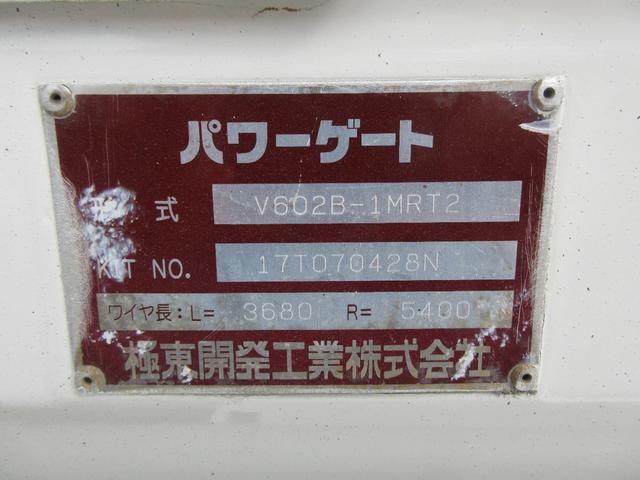 パワーゲート
型式 V602B-1MRT2
KIT NO. 17T070428N
ワイヤ長:L= 3680 R= 5400
極東開発工業株式会社